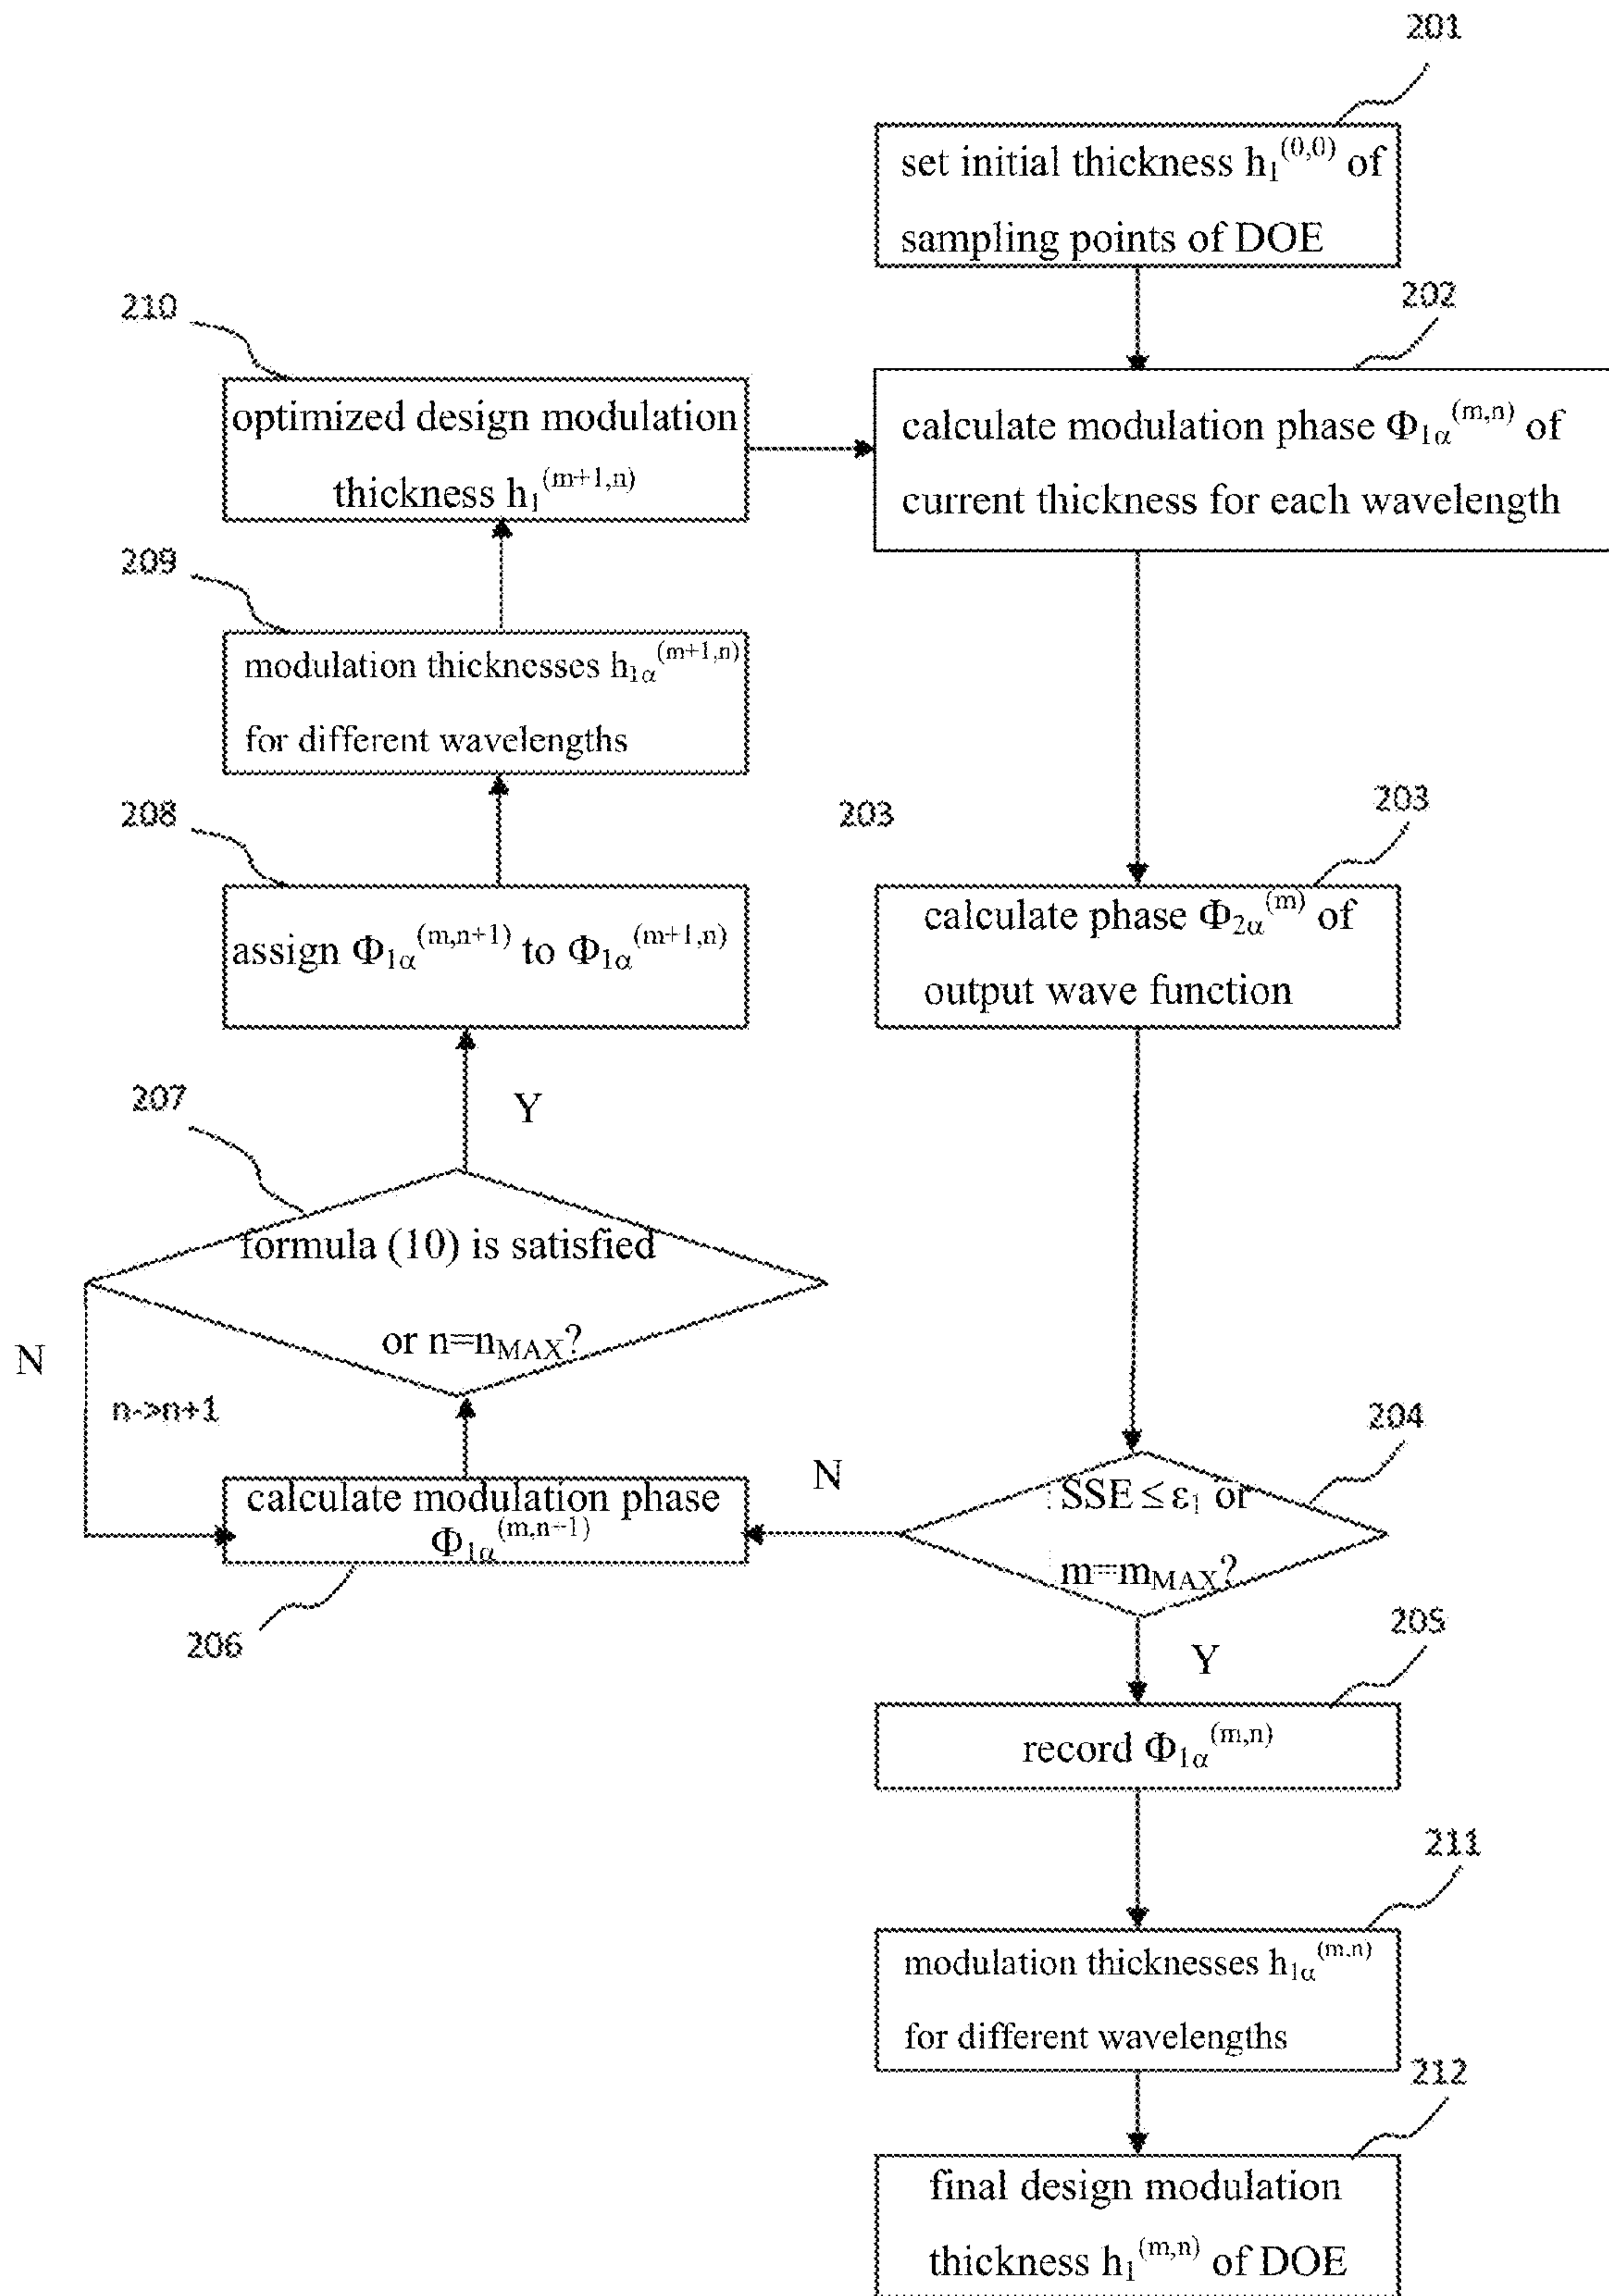 201
set initial thickness h₁⁽⁰,⁰⁾ of
sampling points of DOE
202
calculate modulation phase Φ₁α^(m,n) of
current thickness for each wavelength
210
optimized design modulation
thickness h₁^(m+1,n)
209
modulation thicknesses h₁α^(m+1,n)
for different wavelengths
208
assign Φ₁α^(m,n+1) to Φ₁α^(m+1,n)
203
203
calculate phase Φ₂α^(m) of
output wave function
207
Y
formula (10) is satisfied
or n=n_MAX?
N
n->n+1
calculate modulation phase
Φ₁α^(m,n+1)
206
N
204
SSE ≤ ε₁ or
m=m_MAX?
Y
205
record Φ₁α^(m,n)
211
modulation thicknesses h₁α^(m,n)
for different wavelengths
212
final design modulation
thickness h₁^(m,n) of DOE